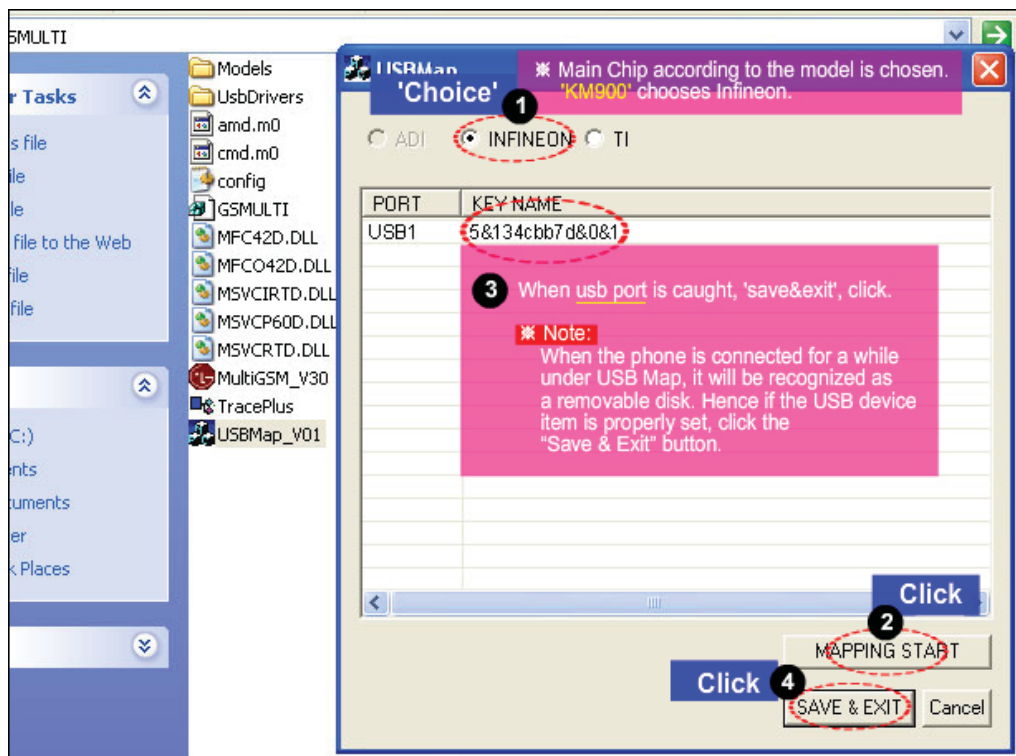 SMULTI
r Tasks
s file
ile
le
file to the Web
ile
file
C:)
ents
cuments
er
k Places
Models
UsbDrivers
amd.m0
cmd.m0
config
GSMULTI
MFC42D.DLL
MFCO42D.DLL
MSVCIRTD.DLL
MSVCP60D.DLL
MSVCRTD.DLL
MultiGSM_V30
TracePlus
USBMap_V01
USBMap
'Choice'
1
※ Main Chip according to the model is chosen.
'KM900' chooses Infineon.
ADI INFINEON TI
PORT KEY NAME
USB1 5&134cbb7d&0&1
3 When usb port is caught, 'save&exit', click.
※ Note:
When the phone is connected for a while
under USB Map, it will be recognized as
a removable disk. Hence if the USB device
item is properly set, click the
“Save & Exit” button.
Click
2
MAPPING START
Click 4
SAVE & EXIT Cancel